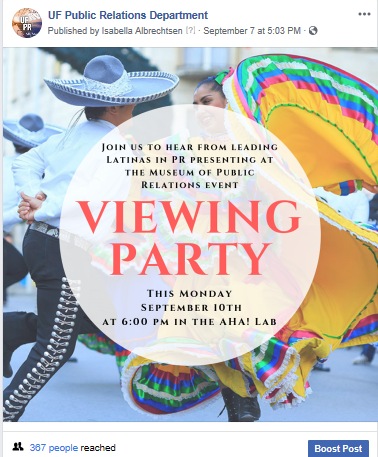 UF Public Relations Department
Published by Isabella Albrechtsen [?] · September 7 at 5:03 PM ·
UF
PR
JOIN US TO HEAR FROM LEADING
LATINAS IN PR PRESENTING AT
THE MUSEUM OF PUBLIC
RELATIONS EVENT
VIEWING
PARTY
THIS MONDAY
SEPTEMBER 10TH
AT 6:00 PM IN THE AHA! LAB
367 people reached
Boost Post